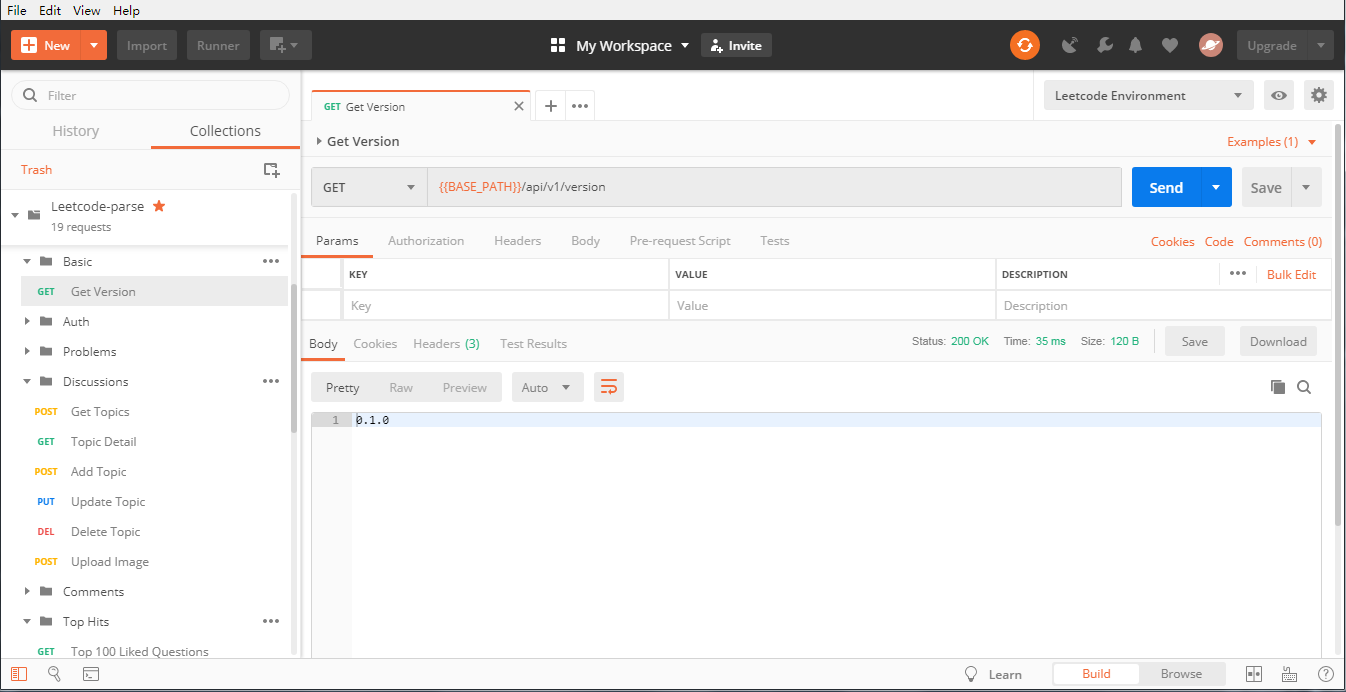 File Edit View Help
New Import Runner My Workspace Invite Upgrade
Filter
History Collections
Trash
Leetcode-parse
19 requests
Basic
GET Get Version
Auth
Problems
Discussions
POST Get Topics
GET Topic Detail
POST Add Topic
PUT Update Topic
DEL Delete Topic
POST Upload Image
Comments
Top Hits
GET Top 100 Liked Questions
GET Get Version
Leetcode Environment
Get Version
Examples (1)
GET {{BASE_PATH}}/api/v1/version Send Save
Params Authorization Headers Body Pre-request Script Tests Cookies Code Comments (0)
KEY VALUE DESCRIPTION Bulk Edit
Key Value Description
Body Cookies Headers (3) Test Results Status: 200 OK Time: 35 ms Size: 120 B Save Download
Pretty Raw Preview Auto
1 0.1.0
Learn Build Browse